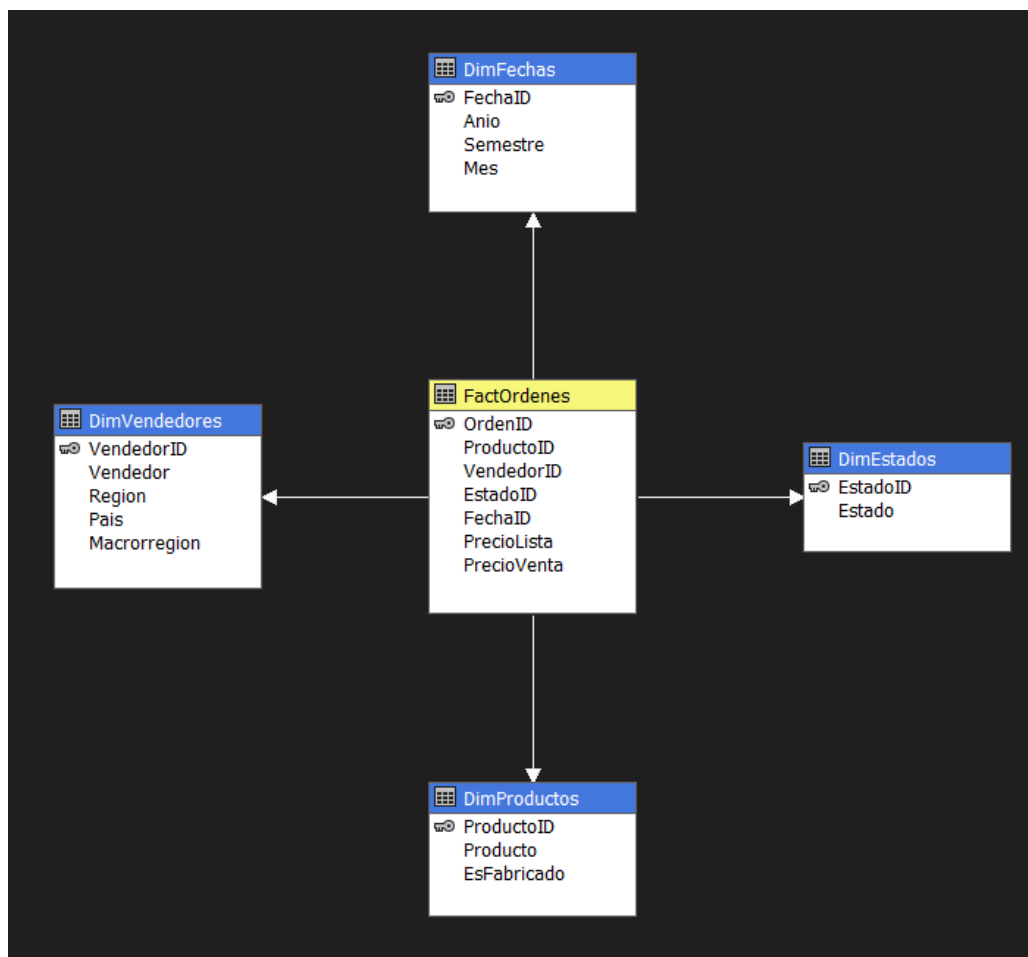 DimFechas
FechaID
Anio
Semestre
Mes
FactOrdenes
OrdenID
ProductoID
VendedorID
EstadoID
FechaID
PrecioLista
PrecioVenta
DimVendedores
VendedorID
Vendedor
Region
Pais
Macrorregion
DimEstados
EstadoID
Estado
DimProductos
ProductoID
Producto
EsFabricado